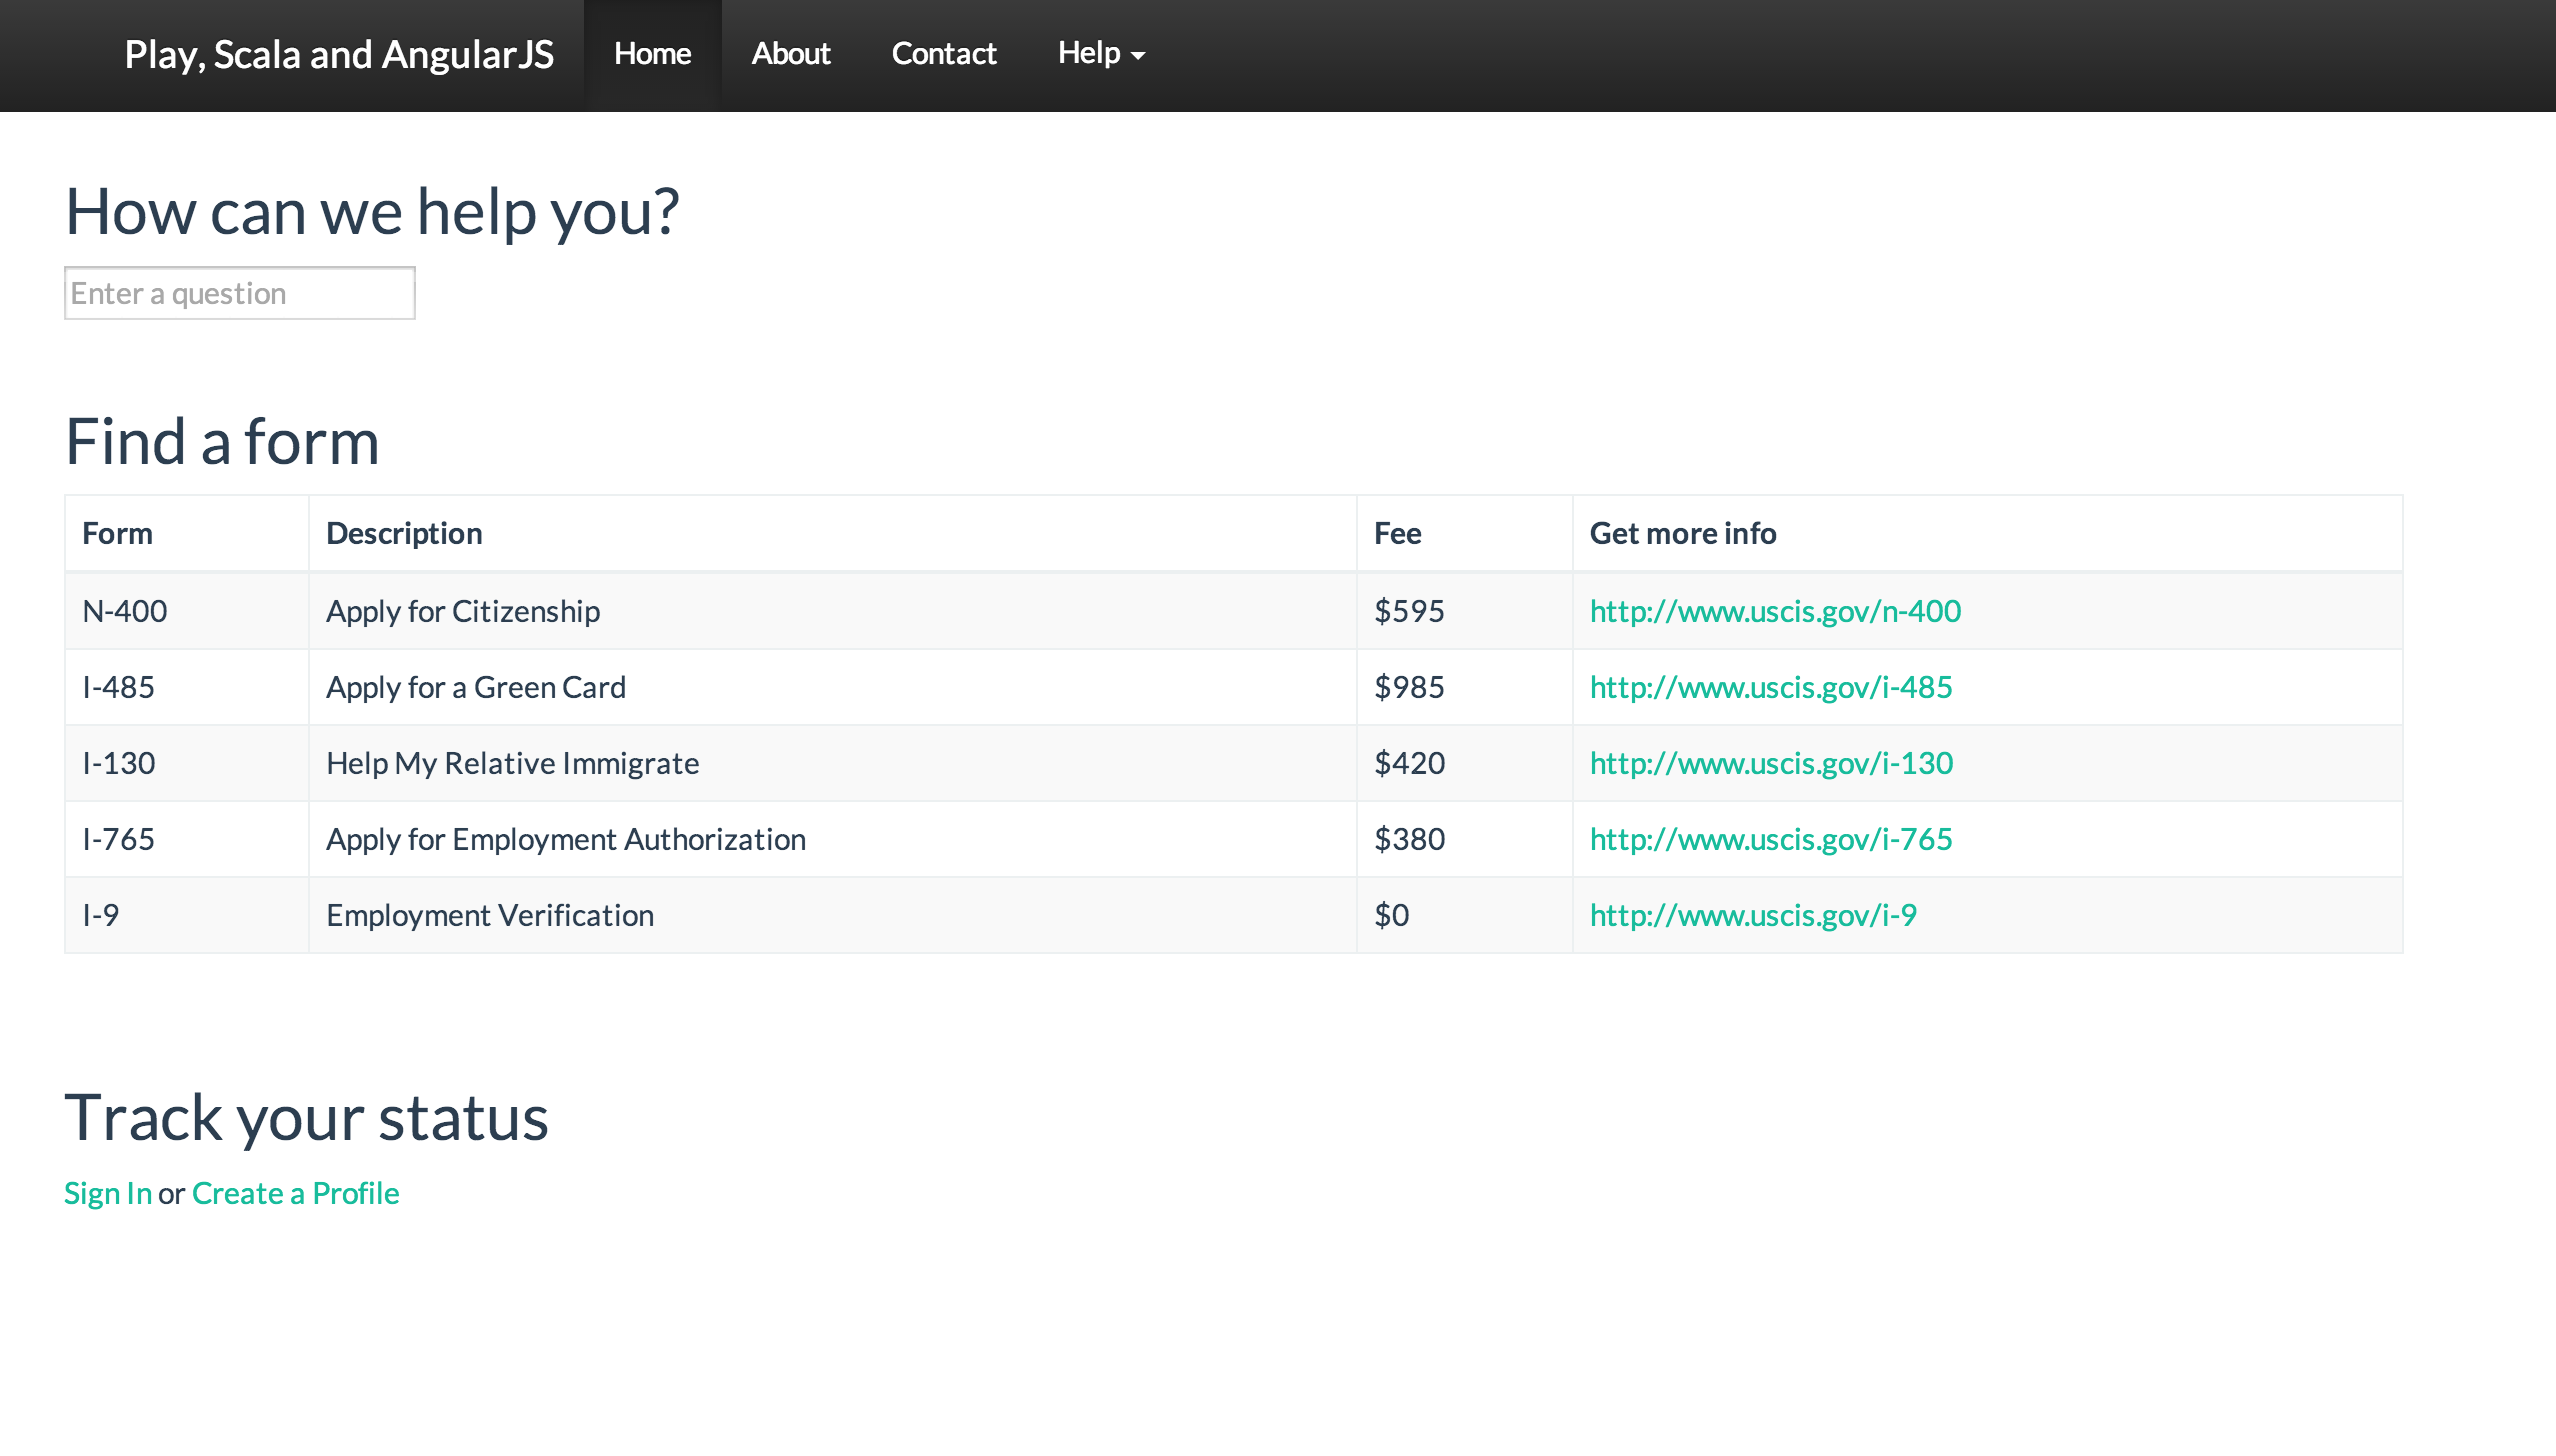 Play, Scala and AngularJS Home About Contact Help
How can we help you?
Enter a question
Find a form
Form Description Fee Get more info
N-400 Apply for Citizenship $595 http://www.uscis.gov/n-400
I-485 Apply for a Green Card $985 http://www.uscis.gov/i-485
I-130 Help My Relative Immigrate $420 http://www.uscis.gov/i-130
I-765 Apply for Employment Authorization $380 http://www.uscis.gov/i-765
I-9 Employment Verification $0 http://www.uscis.gov/i-9
Track your status
Sign In or Create a Profile